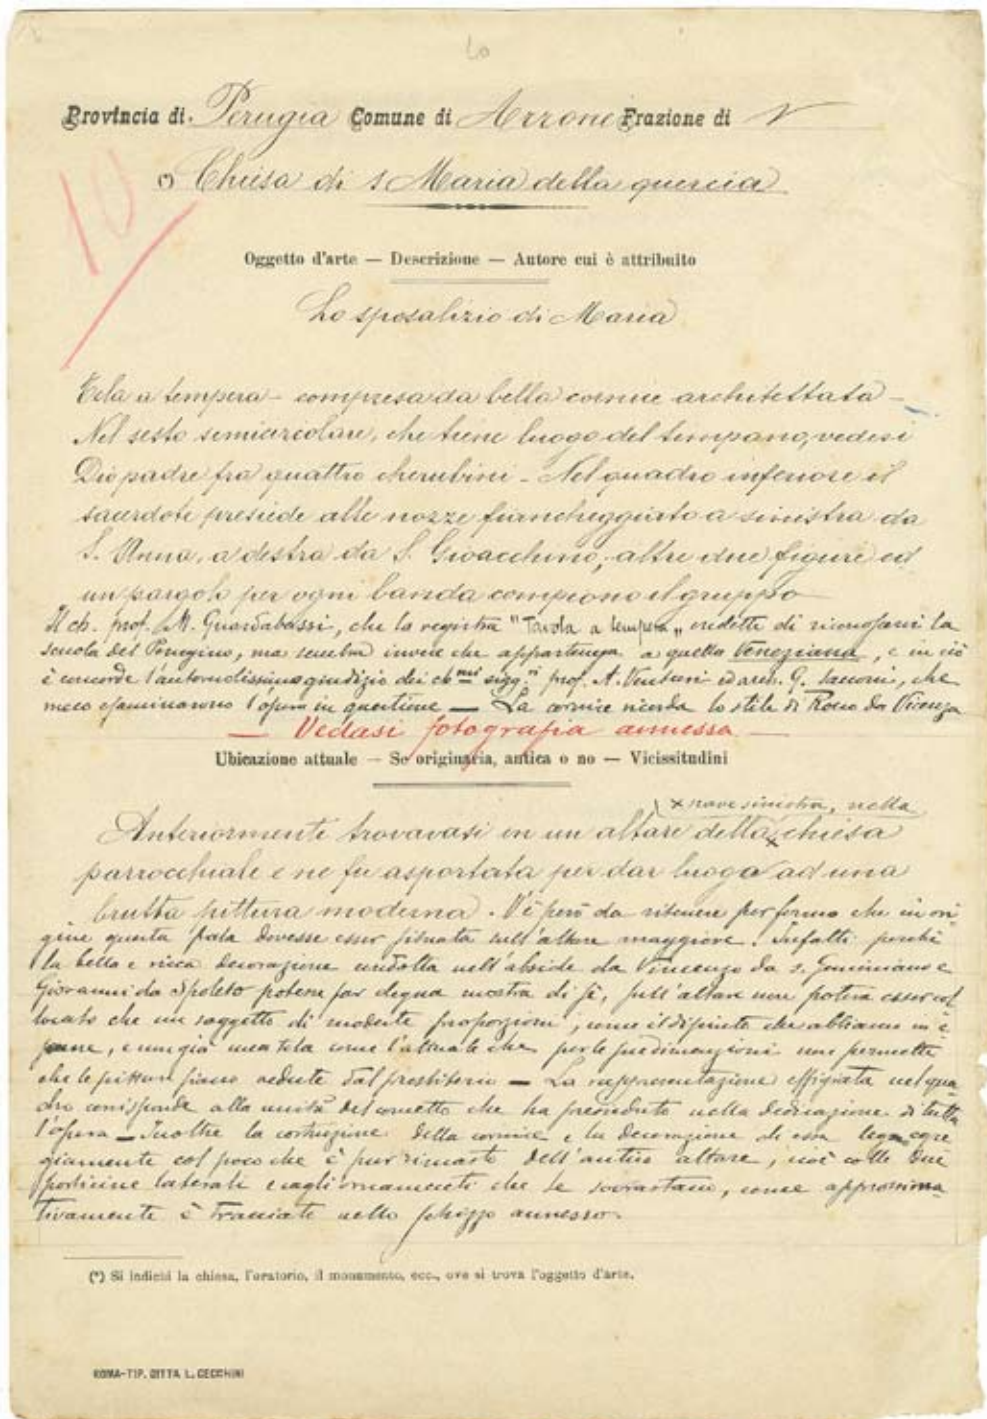 10
Provincia di Perugia Comune di Arrone Frazione di
10
(*) Chiesa di S Maria della quercia
Oggetto d'arte — Descrizione — Autore cui è attribuito
Lo sposalizio di Maria
Tela a tempera — compresa da bella cornice architettata —
Nel sesto semicircolare, che tiene luogo del timpano, vedesi
Dio padre fra quattro cherubini — Nel quadro inferiore il
sacerdote presiede alle nozze fiancheggiato a sinistra da
S. Anna, a destra da S. Gioacchino, altre due figure ed
un pargolo per ogni banda compiono il gruppo
Il ch. prof. M. Guardabassi, che la registra "Tavola a tempera„ credette di riconoscervi la
scuola del Perugino, ma sembra invece che appartenga a quella Veneziana, e in ciò
è concorde l'autorevolissimo giudizio dei ch.mi sigg.ri prof. A. Venturi ed arch. G. Sacconi, che
meco esaminarono l'opera in questione — La cornice ricorda lo stile di Rocco da Vicenza
— Vedasi fotografia annessa —
Ubicazione attuale — Se originaria, antica o no — Vicissitudini
x nave sinistra, nella
Anteriormente trovavasi in un altare della x chiesa
parrocchiale e ne fu asportata per dar luogo ad una
brutta pittura moderna. V'è però da ritenere per fermo che in ori
gine questa pala dovesse esser situata sull'altare maggiore. Infatti perchè
la bella e ricca decorazione condotta nell'abside da Vincenzo da S. Geminiano e
Giovanni da Spoleto potesse far degna mostra di sè, sull'altare non poteva esser col
locato che un soggetto di modeste proporzioni, come il dipinto che abbiamo in e
same, e non già una tela come l'attuale che per le sue dimensioni non permette
che le pitture siano vedute dal presbiterio — La rappresentazione effigiata nel qua
dro corrisponde alla unità del concetto che ha presieduto nella dedicazione di tutta
l'opera — Inoltre la costruzione della cornice e la decorazione di essa lega egre
giamente col poco che è pur rimasto dell'antico altare, cioè colle due
porticine laterali e cogli ornamenti che le sovrastano, come approssima
tivamente è tracciato nello schizzo annesso.
(*) Si indichi la chiesa, l'oratorio, il monumento, ecc., ove si trova l'oggetto d'arte.
ROMA-TIP. DITTA L. CECCHINI